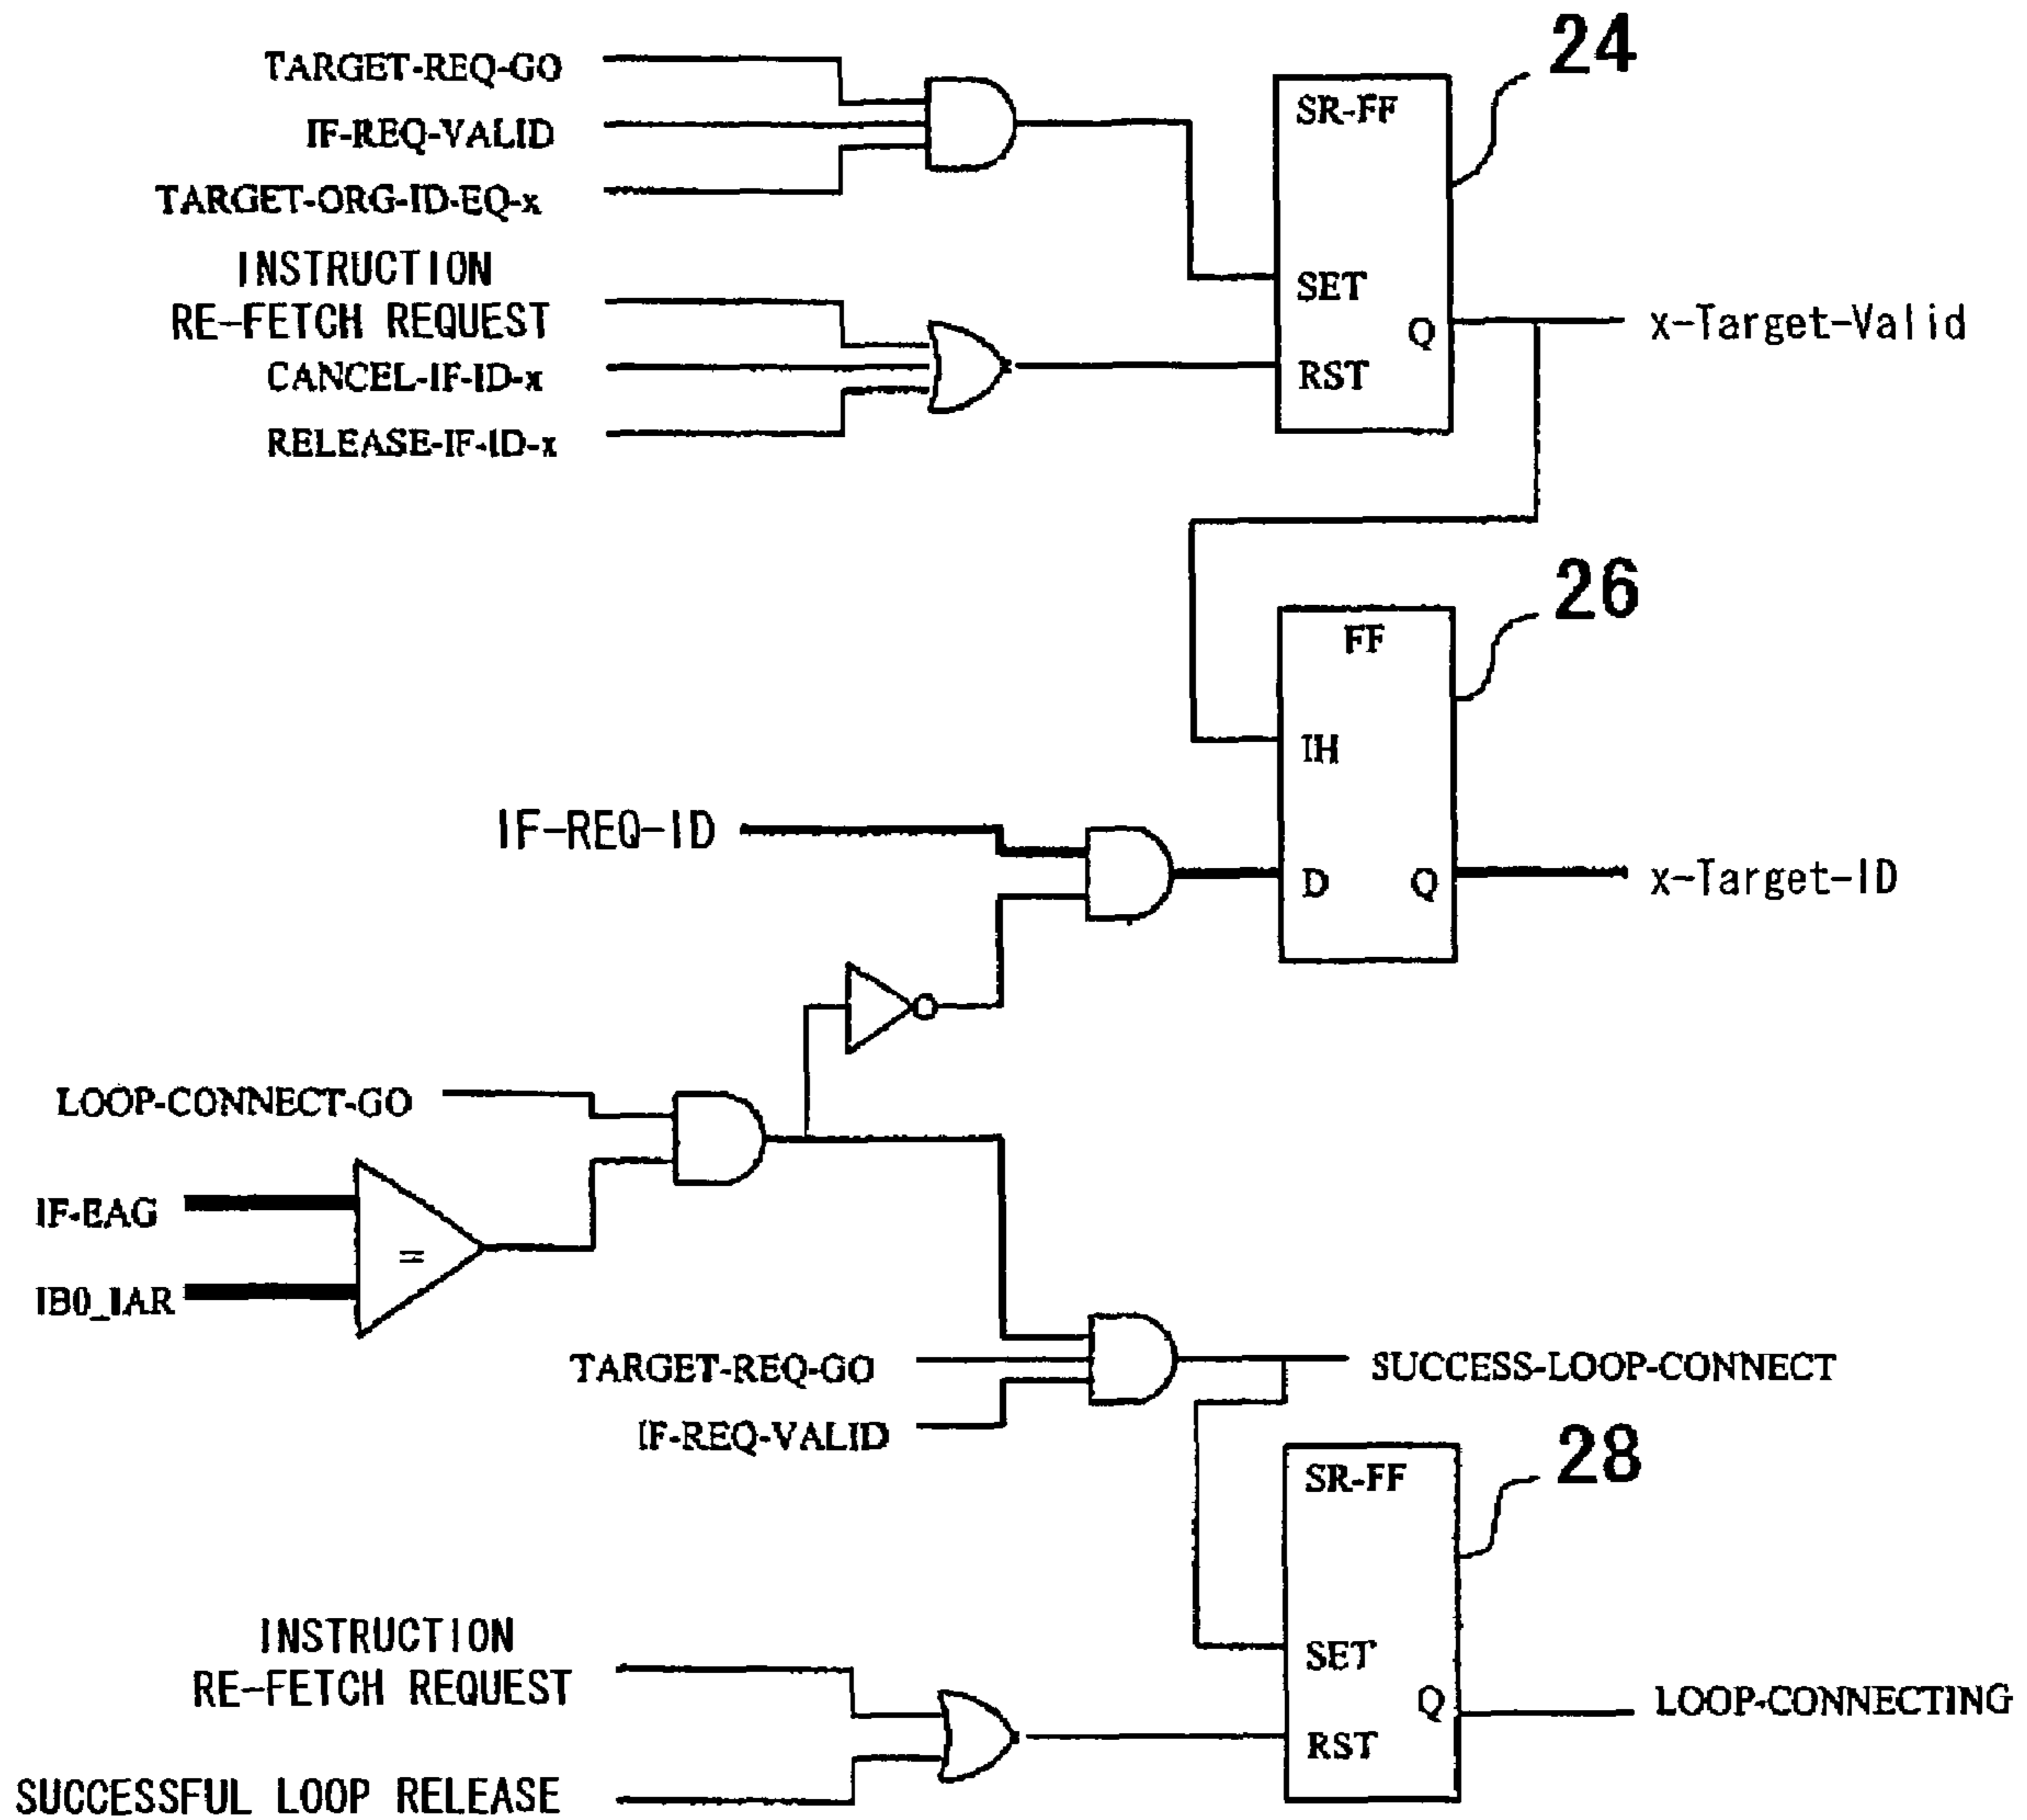 24
TARGET-REQ-GO
IF-REQ-VALID
TARGET-ORG-ID-EQ-x
SR-FF
INSTRUCTION
RE-FETCH REQUEST
CANCEL-IF-ID-x
RELEASE-IF-ID-x
SET
Q
RST
x-Target-Valid
26
FF
IH
IF-REQ-ID
D
Q
x-Target-ID
LOOP-CONNECT-GO
IF-EAG
=
IB0_IAR
TARGET-REQ-GO
IF-REQ-VALID
SUCCESS-LOOP-CONNECT
28
SR-FF
INSTRUCTION
RE-FETCH REQUEST
SET
Q
RST
LOOP-CONNECTING
SUCCESSFUL LOOP RELEASE